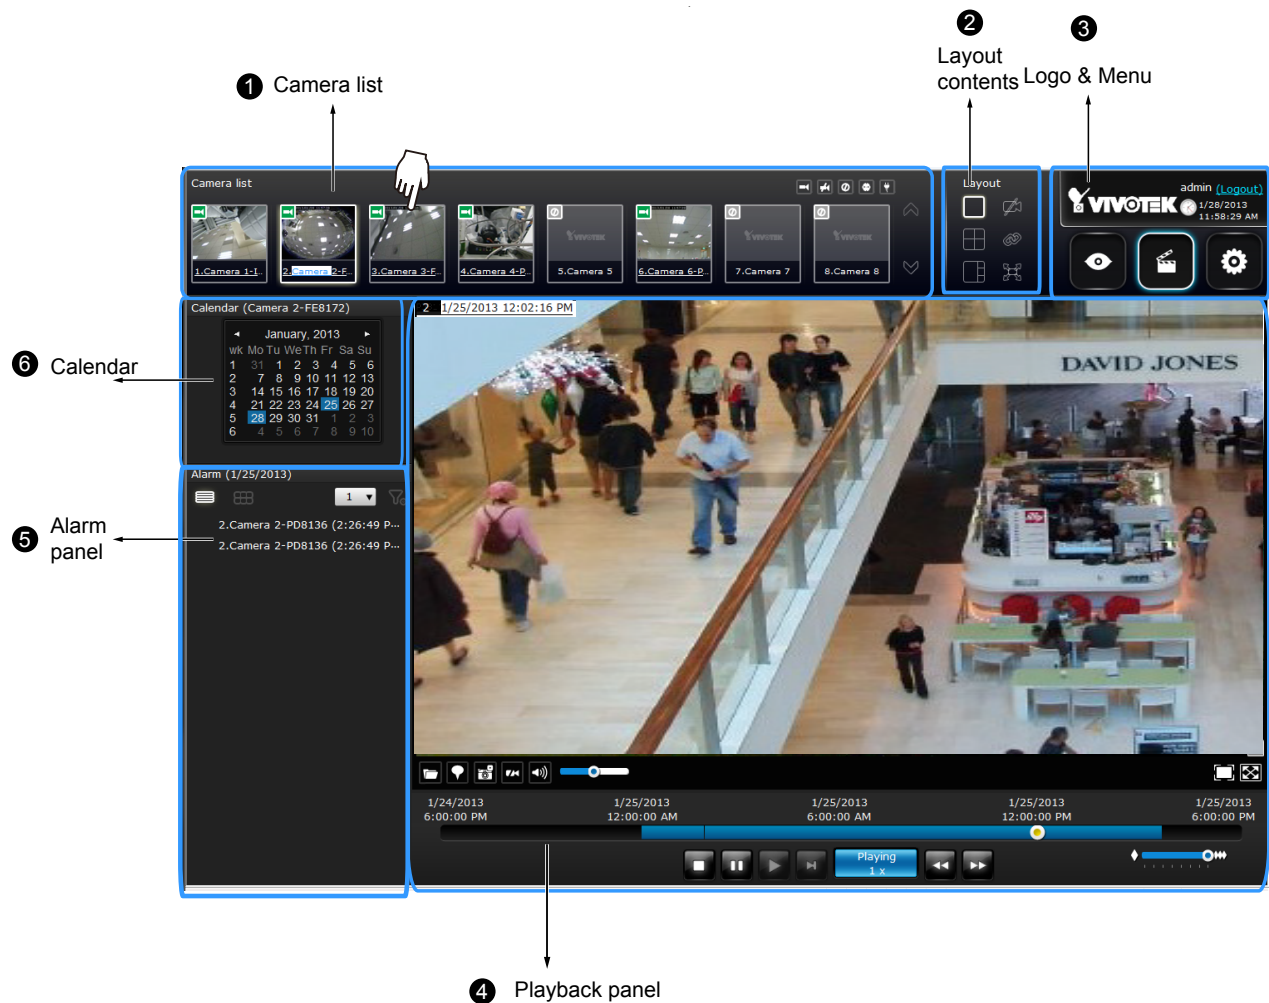 2
3
Layout
contents
Logo & Menu
1 Camera list
Camera list
Layout
admin (Logout)
VIVOTEK
1/28/2013
11:58:29 AM
VIVOTEK
VIVOTEK
VIVOTEK
1.Camera 1-I...
2.Camera 2-F...
3.Camera 3-F...
4.Camera 4-P...
5.Camera 5
6.Camera 6-P...
7.Camera 7
8.Camera 8
Calendar (Camera 2-FE8172)
January, 2013
wk Mo Tu We Th Fr Sa Su
1 31 1 2 3 4 5 6
2 7 8 9 10 11 12 13
3 14 15 16 17 18 19 20
4 21 22 23 24 25 26 27
5 28 29 30 31 1 2 3
6 4 5 6 7 8 9 10
6 Calendar
2 1/25/2013 12:02:16 PM
DAVID JONES
Alarm (1/25/2013)
1
2.Camera 2-PD8136 (2:26:49 P...
2.Camera 2-PD8136 (2:26:49 P...
5 Alarm
panel
1/24/2013
6:00:00 PM
1/25/2013
12:00:00 AM
1/25/2013
6:00:00 AM
1/25/2013
12:00:00 PM
1/25/2013
6:00:00 PM
Playing
1 x
4 Playback panel